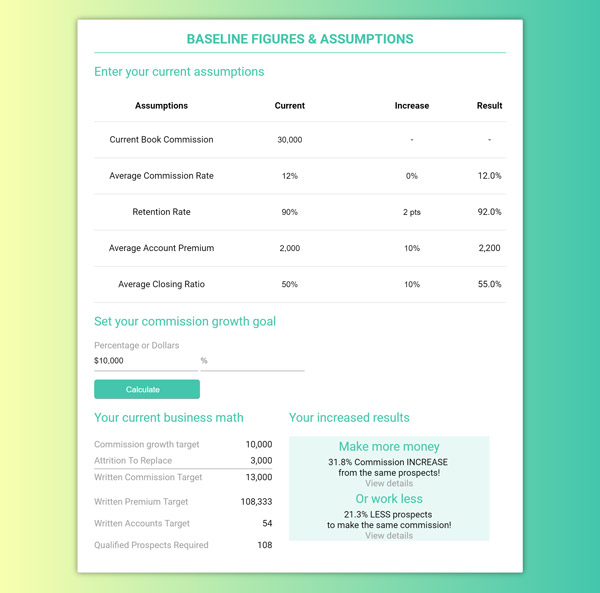 BASELINE FIGURES & ASSUMPTIONS
Enter your current assumptions
Assumptions Current Increase Result
Current Book Commission 30,000 - -
Average Commission Rate 12% 0% 12.0%
Retention Rate 90% 2 pts 92.0%
Average Account Premium 2,000 10% 2,200
Average Closing Ratio 50% 10% 55.0%
Set your commission growth goal
Percentage or Dollars
$10,000 %
Calculate
Your current business math
Commission growth target 10,000
Attrition To Replace 3,000
Written Commission Target 13,000
Written Premium Target 108,333
Written Accounts Target 54
Qualified Prospects Required 108
Your increased results
Make more money
31.8% Commission INCREASE
from the same prospects!
View details
Or work less
21.3% LESS prospects
to make the same commission!
View details